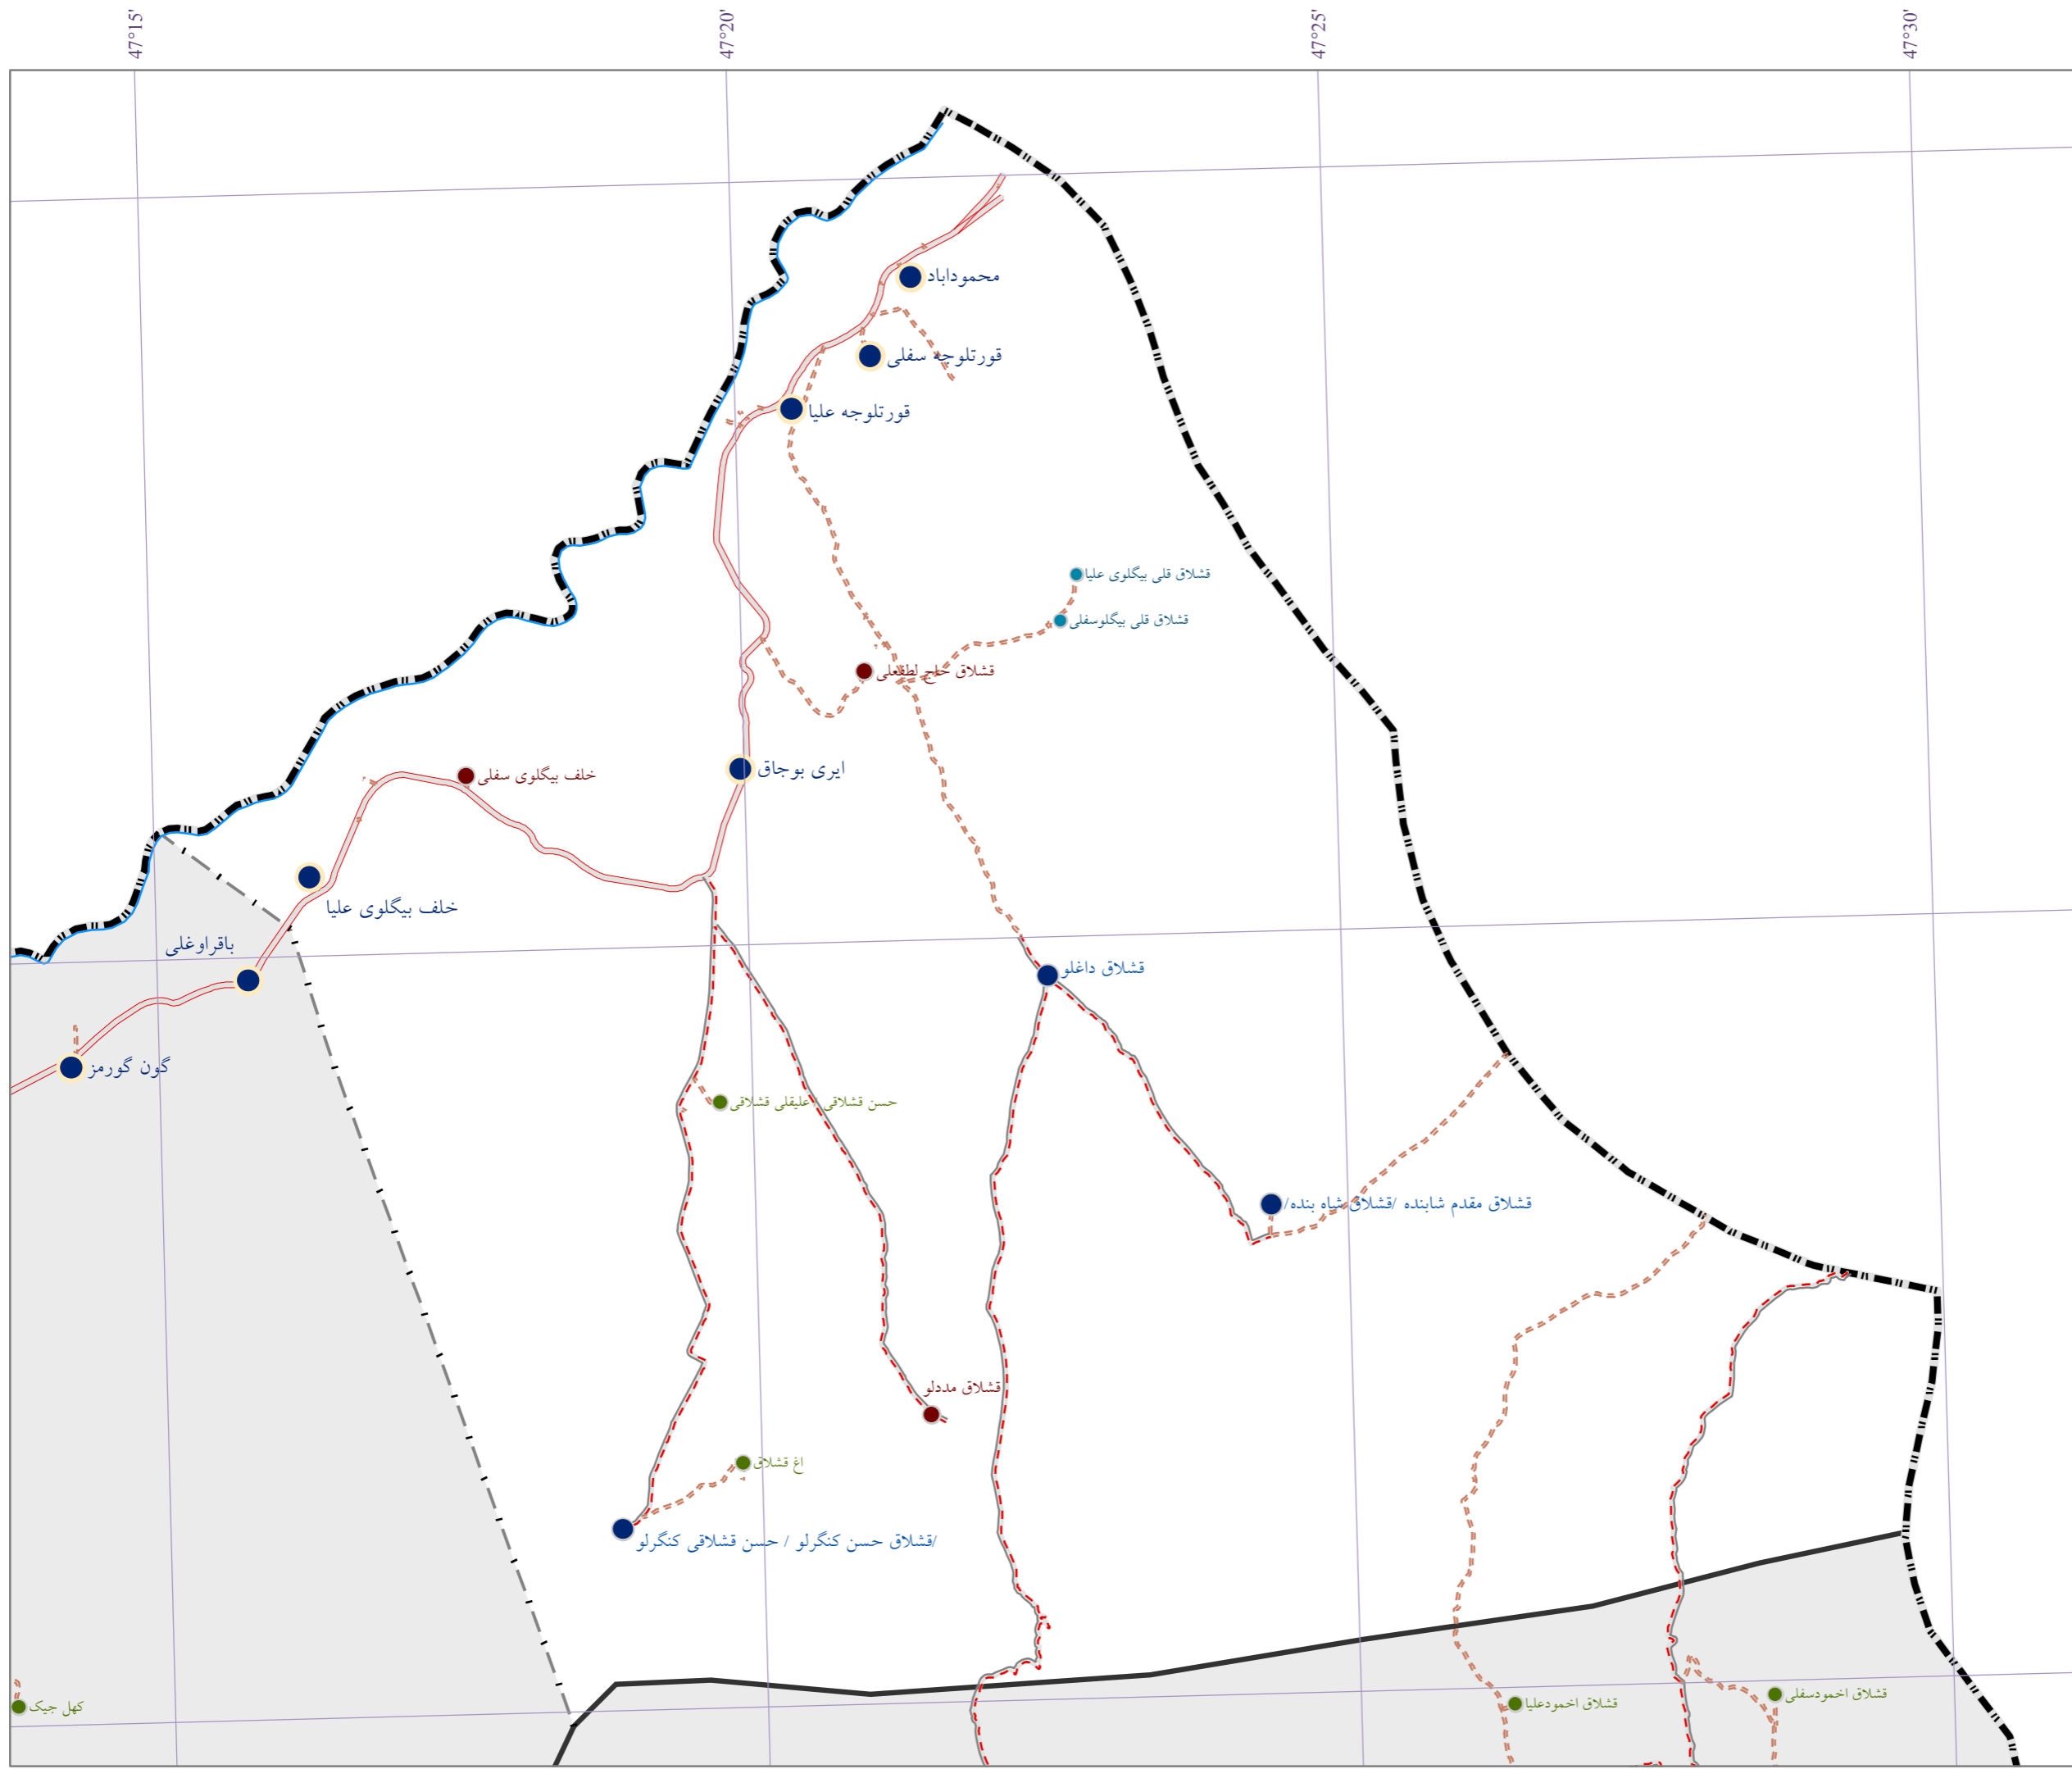 47°15'
47°20'
47°25'
47°30'
محموداباد
قورتلوجه سفلی
قورتلوجه علیا
قشلاق قلی بیگلوی علیا
قشلاق قلی بیگلوسفلی
قشلاق حاج لطفعلی
ایری بوجاق
خلف بیگلوی سفلی
خلف بیگلوی علیا
باقراوغلی
قشلاق داغلو
گون گورمز
حسن قشلاقی / علیقلی قشلاقی
قشلاق مقدم شابنده /قشلاق شاه بنده/
قشلاق مددلو
اغ قشلاق
قشلاق حسن کنگرلو / حسن قشلاقی کنگرلو/
قشلاق اخمودسفلی
قشلاق اخمودعلیا
کهل جیک